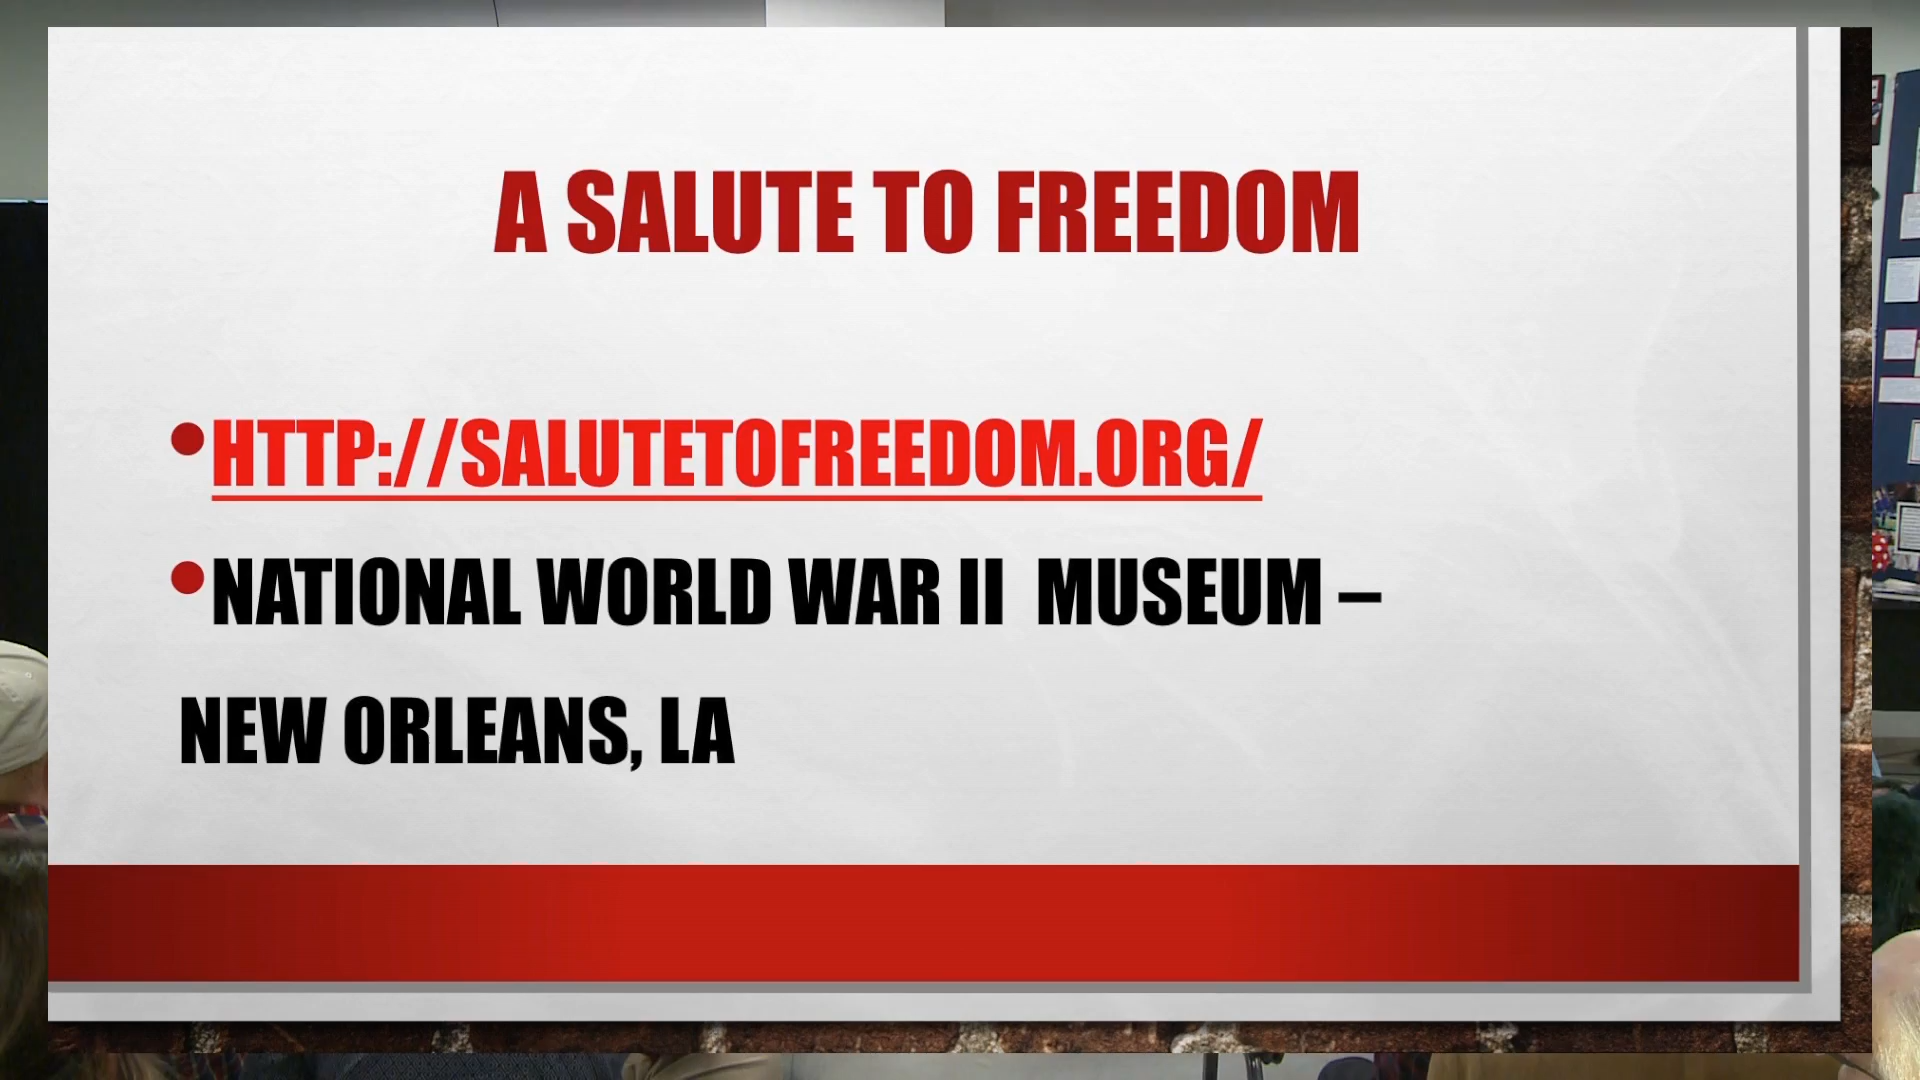 A SALUTE TO FREEDOM
•HTTP://SALUTETOFREEDOM.ORG/
•NATIONAL WORLD WAR II MUSEUM –
NEW ORLEANS, LA